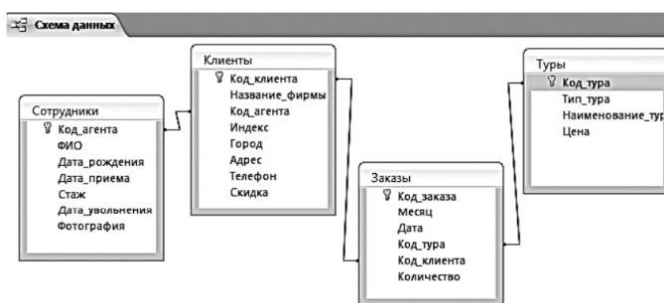 Схема данных
Клиенты
Код_клиента
Название_фирмы
Код_агента
Индекс
Город
Адрес
Телефон
Скидка
Туры
Код_тура
Тип_тура
Наименование_тур
Цена
Сотрудники
Код_агента
ФИО
Дата_рождения
Дата_приема
Стаж
Дата_увольнения
Фотография
Заказы
Код_заказа
Месяц
Дата
Код_тура
Код_клиента
Количество